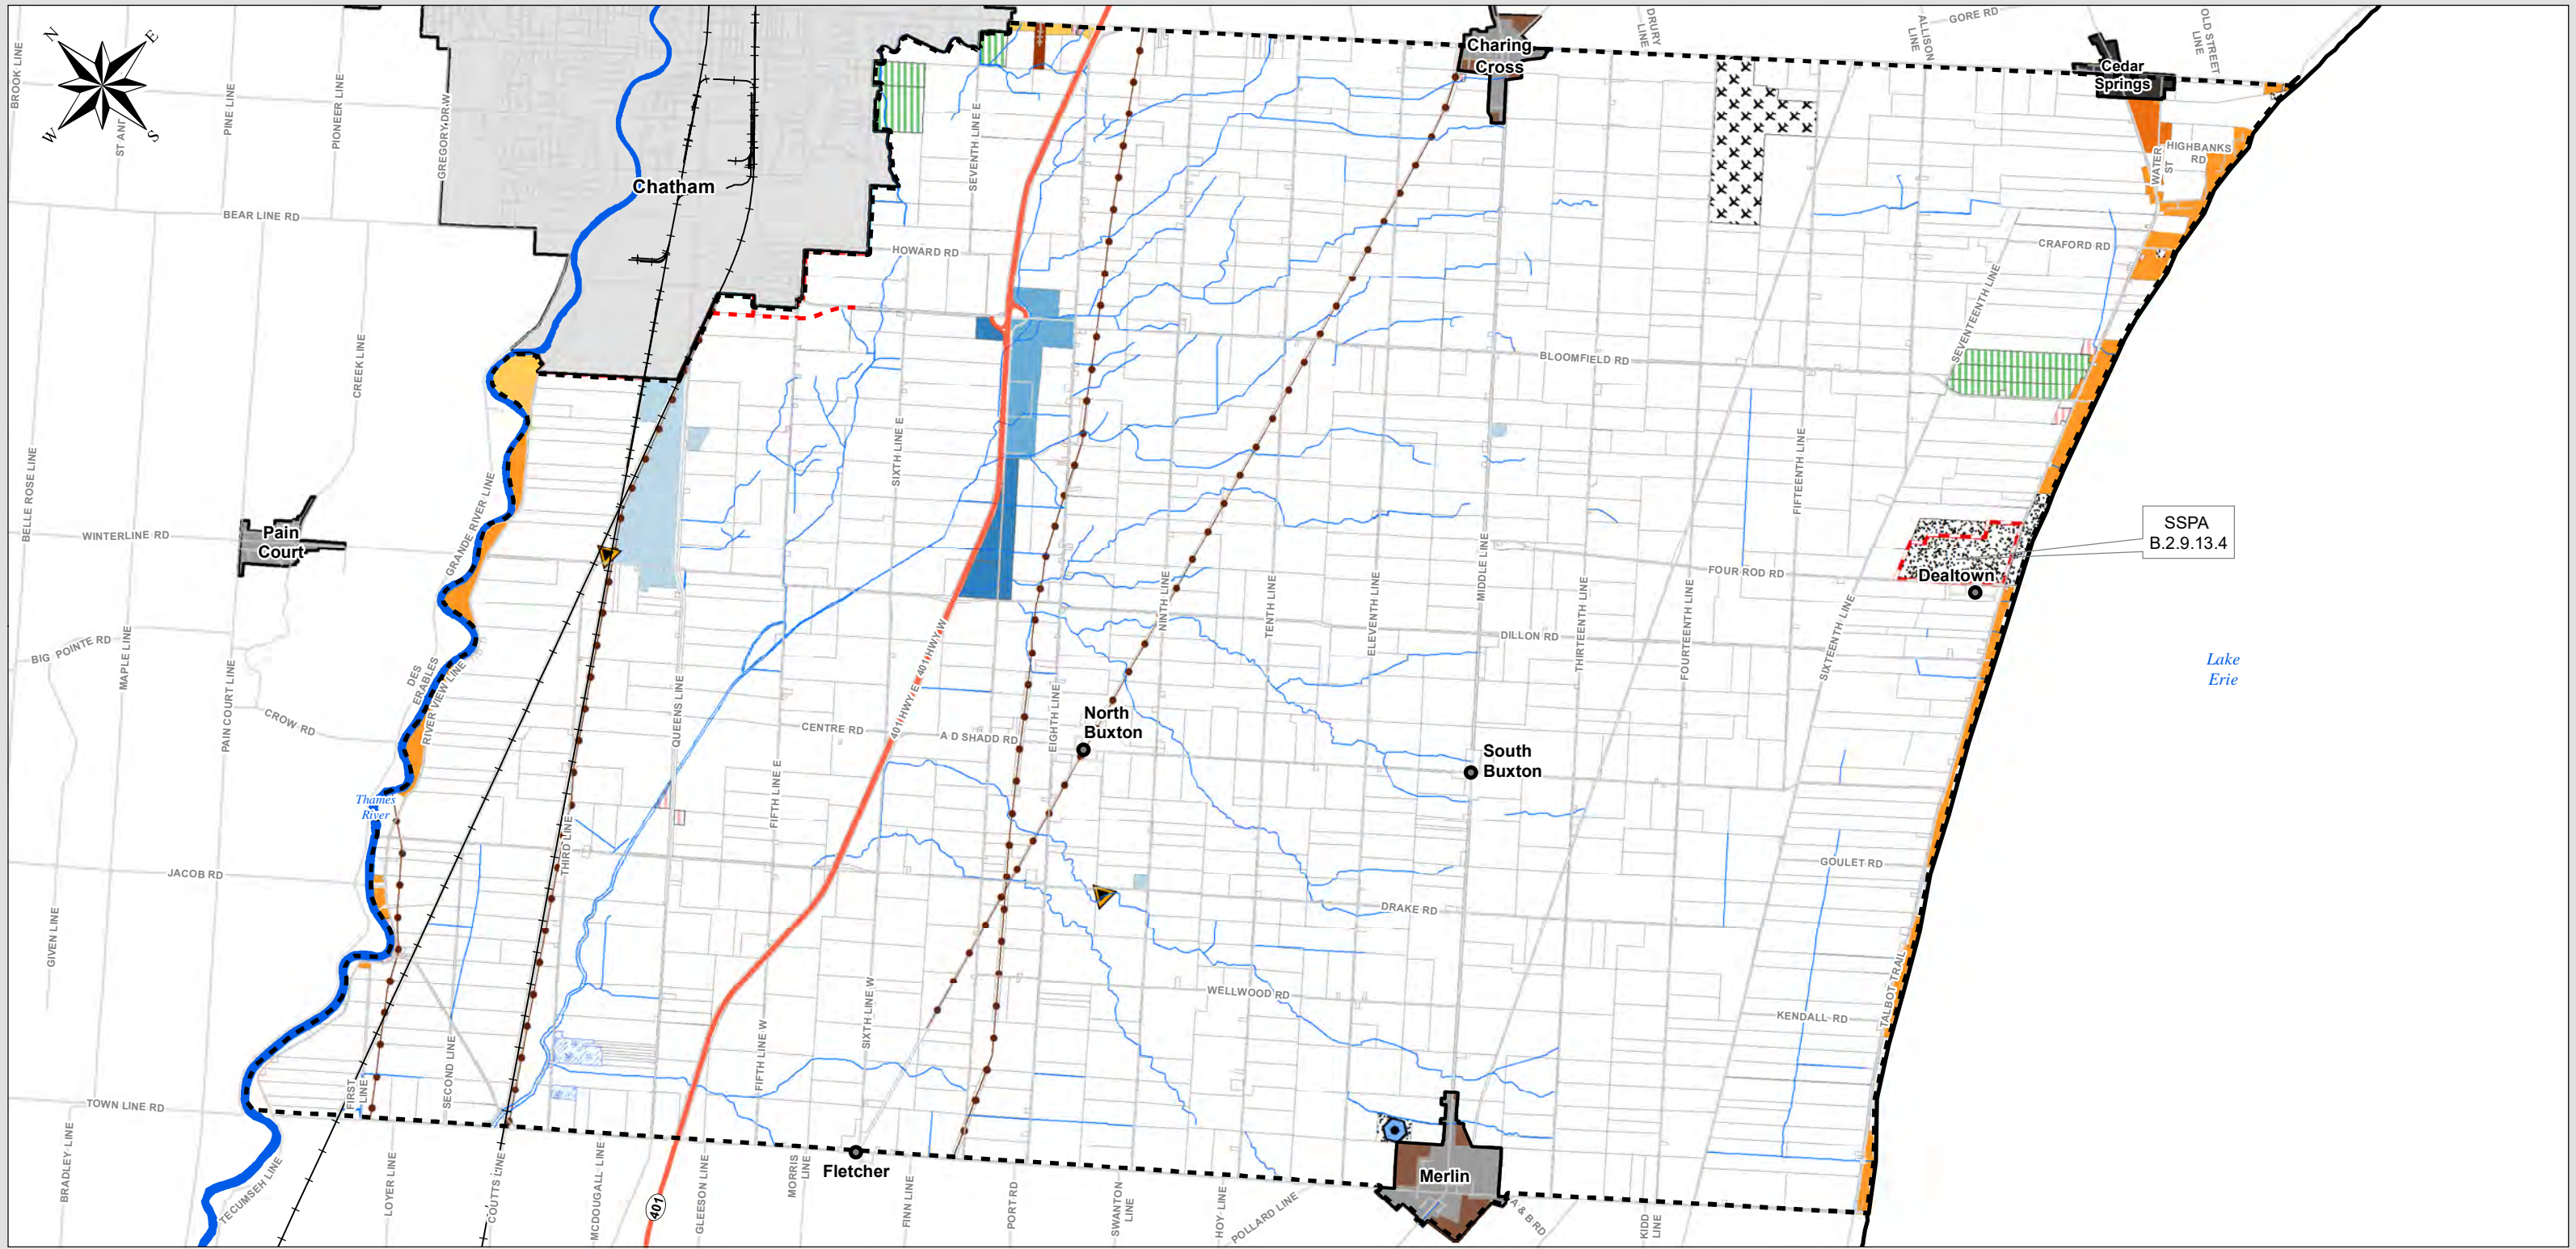 N
E
W
S
BROOK LINE
ST ANT
PINE LINE
PIONEER LINE
GREGORY DR W
Chatham
SEVENTH LINE E
Charing
Cross
DRURY
LINE
ALLISON
LINE
GORE RD
OLD STREET
LINE
Cedar
Springs
WATER
ST
HIGHBANKS
RD
BEAR LINE RD
HOWARD RD
CRAFORD RD
SEVENTEENTH LINE
BLOOMFIELD RD
CREEK LINE
BELLE ROSE LINE
WINTERLINE RD
Pain
Court
GRANDE RIVER LINE
SIXTH LINE E
FIFTEENTH LINE
SSPA
B.2.9.13.4
Dealtown
FOUR ROD RD
MIDDLE LINE
NINTH LINE
TENTH LINE
ELEVENTH LINE
DILLON RD
THIRTEENTH LINE
FOURTEENTH LINE
SIXTEENTH LINE
Lake
Erie
BIG POINTE RD
MAPLE LINE
PAIN COURT LINE
CROW RD
DES
ERABLES
RIVER VIEW LINE
QUEENS LINE
CENTRE RD
401 HWY E
401 HWY W
A D SHADD RD
EIGHTH LINE
North
Buxton
South
Buxton
Thames
River
THIRD LINE
FIFTH LINE E
JACOB RD
GIVEN LINE
GOULET RD
DRAKE RD
WELLWOOD RD
KENDALL RD
TALBOT TRAIL
SIXTH LINE W
FIFTH LINE W
SECOND LINE
FIRST
LINE
TOWN LINE RD
BRADLEY LINE
TECUMSEH LINE
LOYER LINE
COUTTS LINE
MCDOUGALL LINE
401
GLEESON LINE
MORRIS
LINE
Fletcher
FINN LINE
PORT RD
SWANTON
LINE
HOY LINE
POLLARD LINE
Merlin
A & B RD
KIDD
LINE